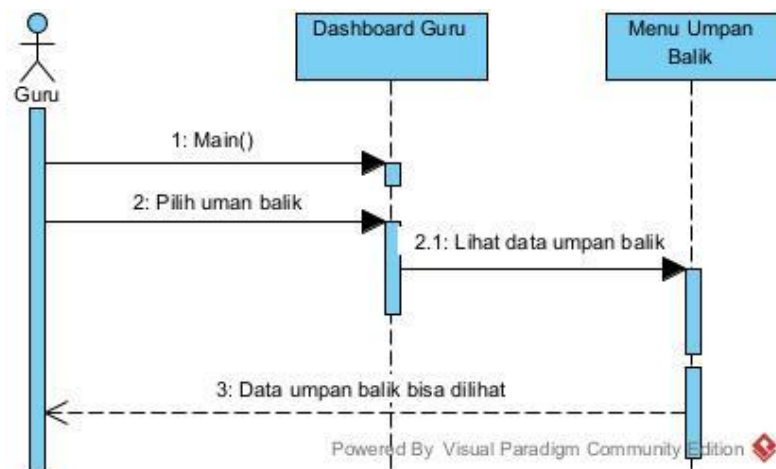 Dashboard Guru
Menu Umpan
Balik
Guru
1: Main()
2: Pilih uman balik
2.1: Lihat data umpan balik
3: Data umpan balik bisa dilihat
Powered By Visual Paradigm Community Edition